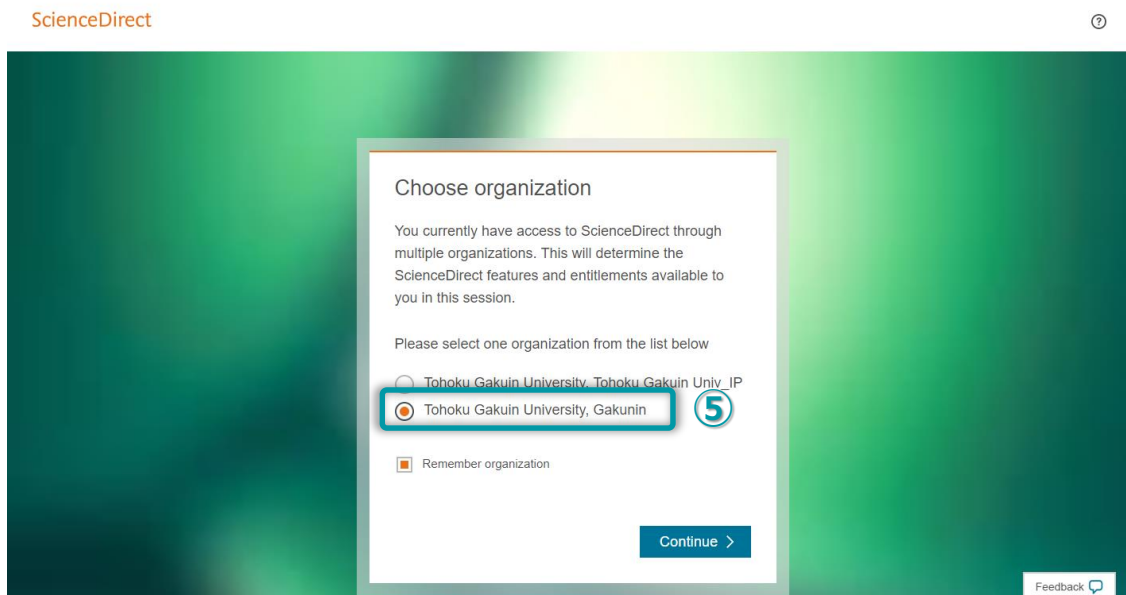 ScienceDirect
Choose organization
You currently have access to ScienceDirect through
multiple organizations. This will determine the
ScienceDirect features and entitlements available to
you in this session.
Please select one organization from the list below
Tohoku Gakuin University, Tohoku Gakuin Univ_IP
Tohoku Gakuin University, Gakunin
⑤
Remember organization
Continue >
Feedback